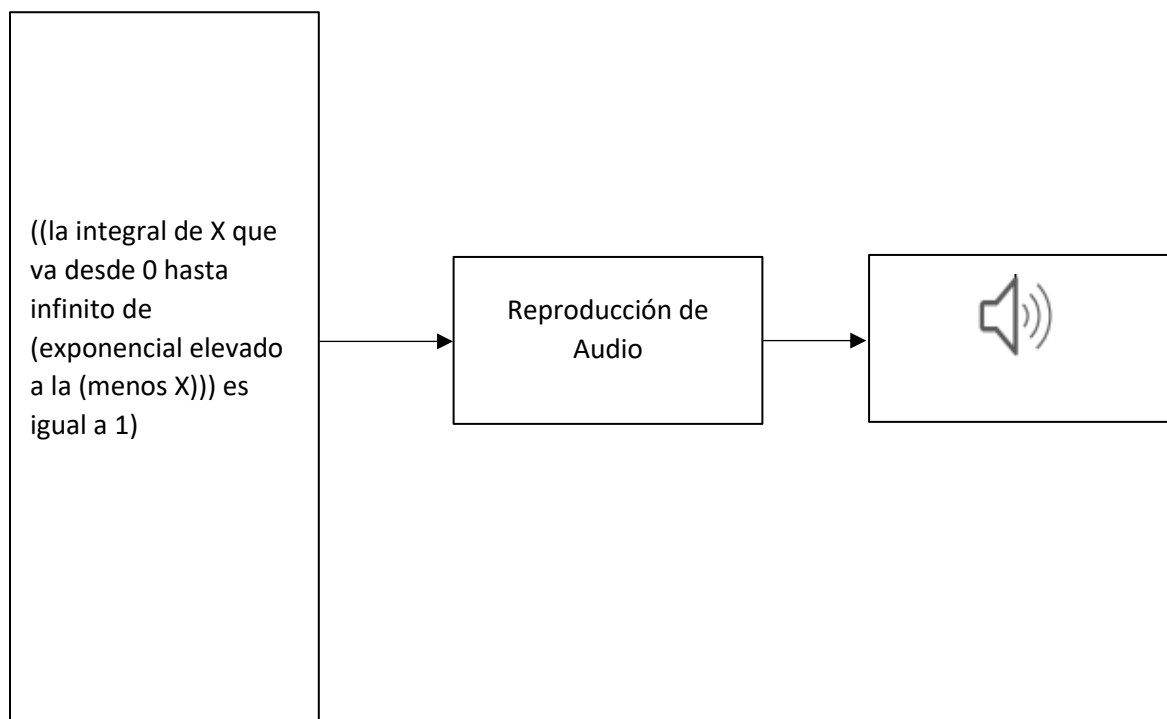 ((la integral de X que
va desde 0 hasta
infinito de
(exponencial elevado
a la (menos X))) es
igual a 1)
Reproducción de
Audio